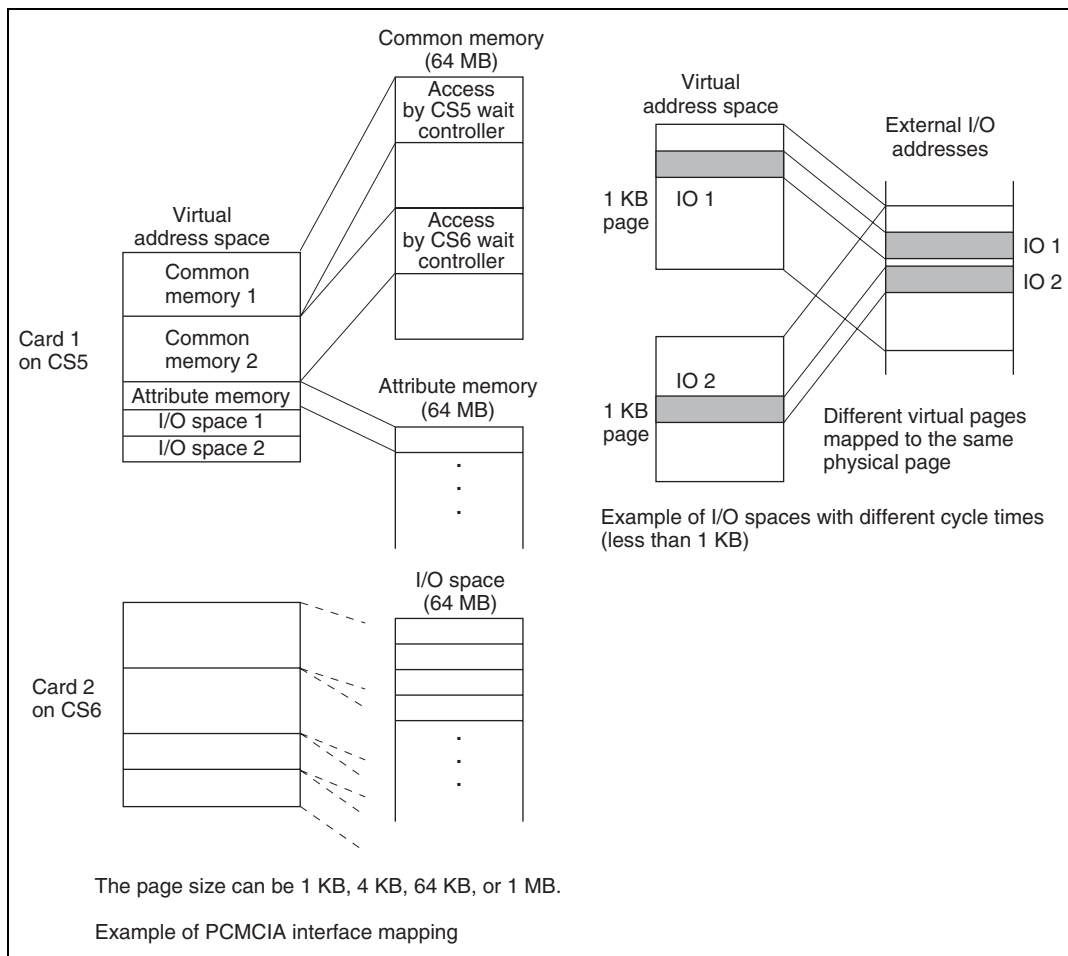 Common memory
(64 MB)
Access
by CS5 wait
controller
Access
by CS6 wait
controller
Virtual
address space
Common
memory 1
Common
memory 2
Attribute memory
I/O space 1
I/O space 2
Card 1
on CS5
Attribute memory
(64 MB)
I/O space
(64 MB)
Card 2
on CS6
The page size can be 1 KB, 4 KB, 64 KB, or 1 MB.
Example of PCMCIA interface mapping
Virtual
address space
External I/O
addresses
1 KB
page
IO 1
IO 1
IO 2
IO 2
1 KB
page
Different virtual pages
mapped to the same
physical page
Example of I/O spaces with different cycle times
(less than 1 KB)